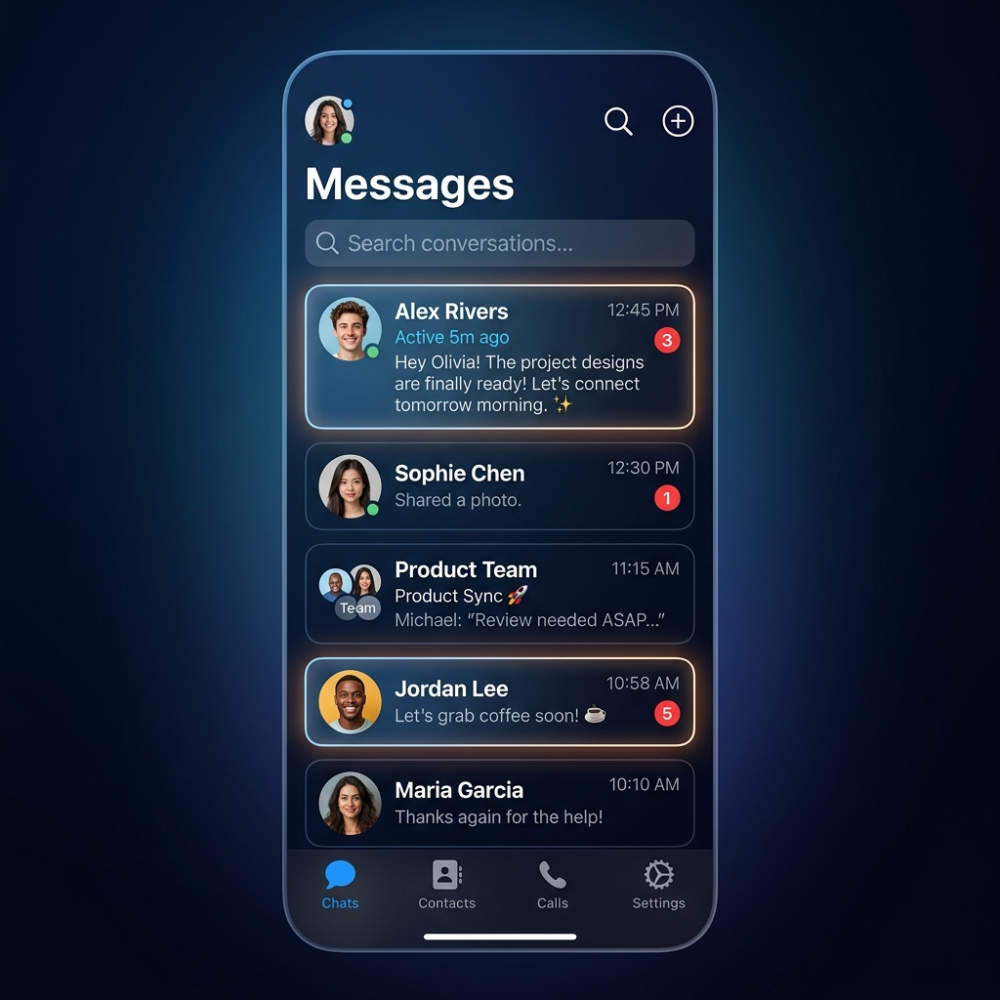 Messages
Search conversations...
Alex Rivers
12:45 PM
Active 5m ago
3
Hey Olivia! The project designs
are finally ready! Let's connect
tomorrow morning. ✨
Sophie Chen
12:30 PM
Shared a photo.
1
Product Team
11:15 AM
Product Sync 🚀
Team
Michael: "Review needed ASAP..."
Jordan Lee
10:58 AM
Let's grab coffee soon! ☕
5
Maria Garcia
10:10 AM
Thanks again for the help!
Chats
Contacts
Calls
Settings